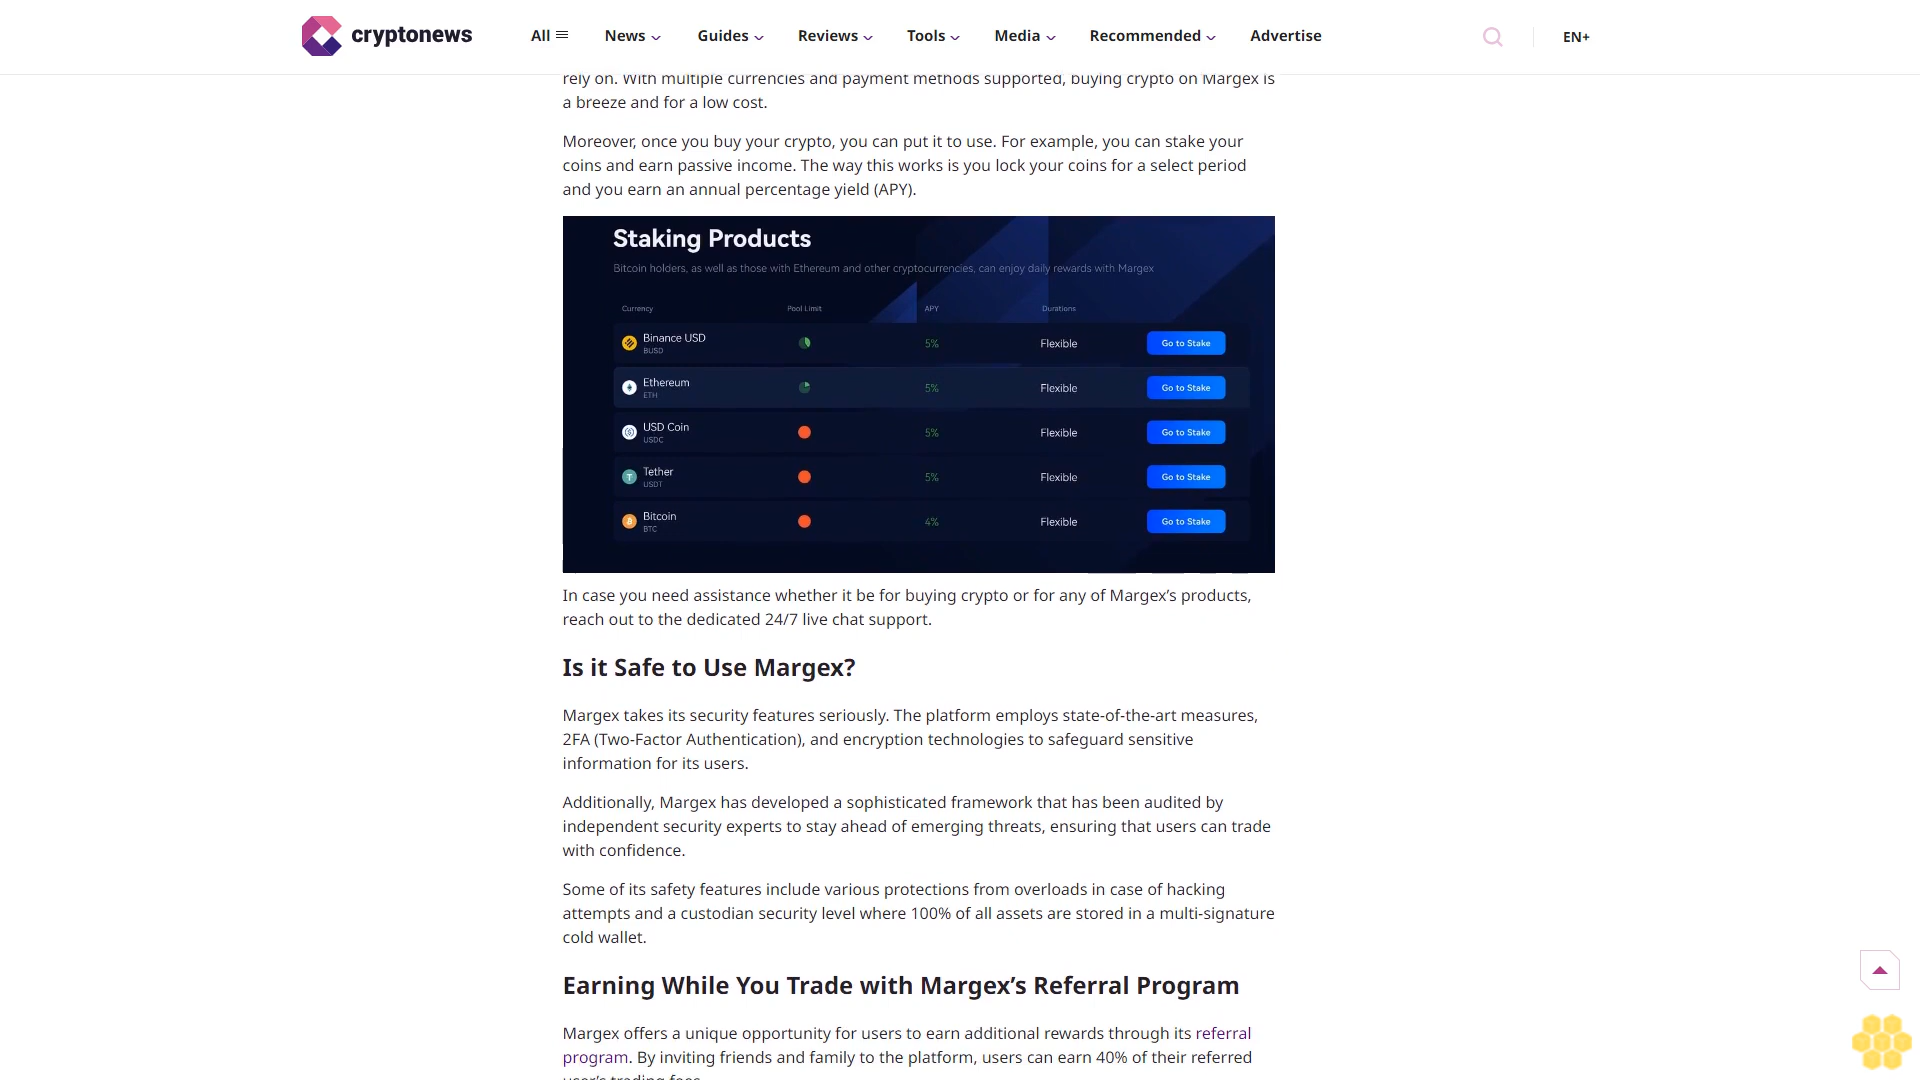 cryptonews
All
News
Guides
Reviews
Tools
Media
Recommended
Advertise
EN+
rely on. With multiple currencies and payment methods supported, buying crypto on Margex is
a breeze and for a low cost.
Moreover, once you buy your crypto, you can put it to use. For example, you can stake your
coins and earn passive income. The way this works is you lock your coins for a select period
and you earn an annual percentage yield (APY).
Staking Products
Bitcoin holders, as well as those with Ethereum and other cryptocurrencies, can enjoy daily rewards with Margex
Currency Pool Limit APY Durations
Binance USD
BUSD
5% Flexible Go to Stake
Ethereum
ETH
5% Flexible Go to Stake
USD Coin
USDC
5% Flexible Go to Stake
Tether
USDT
5% Flexible Go to Stake
Bitcoin
BTC
4% Flexible Go to Stake
In case you need assistance whether it be for buying crypto or for any of Margex’s products,
reach out to the dedicated 24/7 live chat support.
Is it Safe to Use Margex?
Margex takes its security features seriously. The platform employs state-of-the-art measures,
2FA (Two-Factor Authentication), and encryption technologies to safeguard sensitive
information for its users.
Additionally, Margex has developed a sophisticated framework that has been audited by
independent security experts to stay ahead of emerging threats, ensuring that users can trade
with confidence.
Some of its safety features include various protections from overloads in case of hacking
attempts and a custodian security level where 100% of all assets are stored in a multi-signature
cold wallet.
Earning While You Trade with Margex’s Referral Program
Margex offers a unique opportunity for users to earn additional rewards through its referral
program. By inviting friends and family to the platform, users can earn 40% of their referred
user’s trading fees.